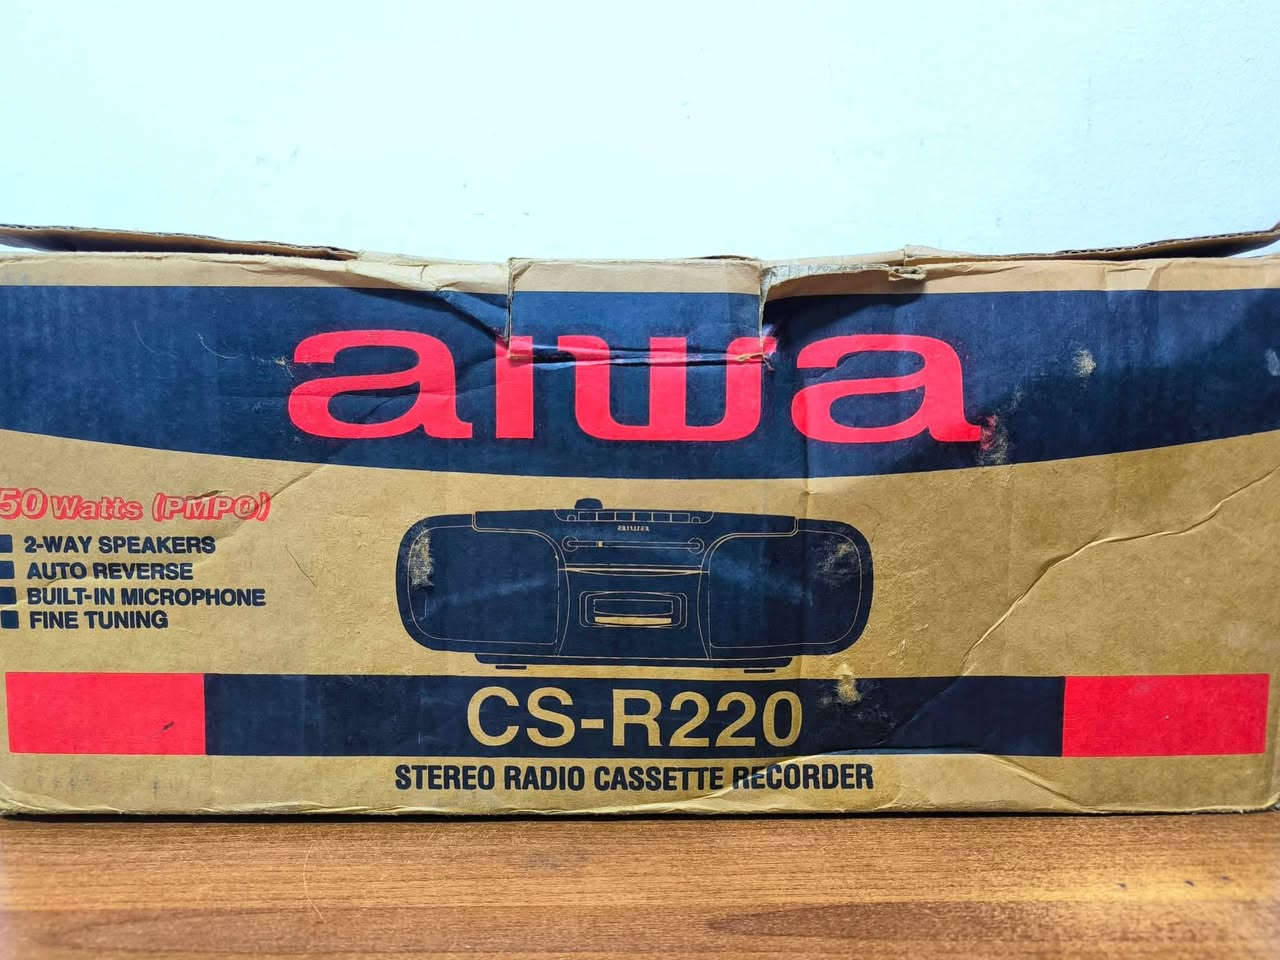 aiwa
50 Watts (PMPO)
2-WAY SPEAKERS
AUTO REVERSE
BUILT-IN MICROPHONE
FINE TUNING
aiwa
CS-R220
STEREO RADIO CASSETTE RECORDER